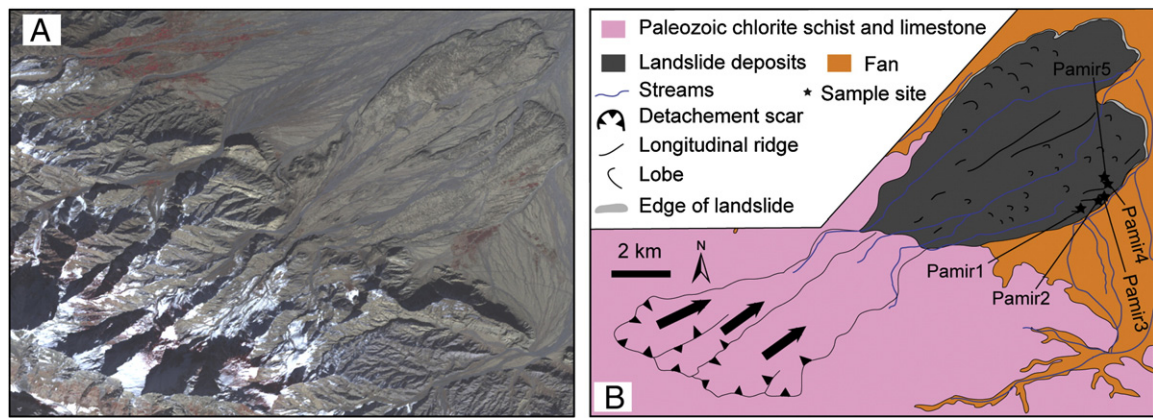 A
Paleozoic chlorite schist and limestone
Landslide deposits
Fan
Streams
Sample site
Detachement scar
Longitudinal ridge
Lobe
Edge of landslide
2 km
N
Pamir5
Pamir4
Pamir3
Pamir1
Pamir2
B